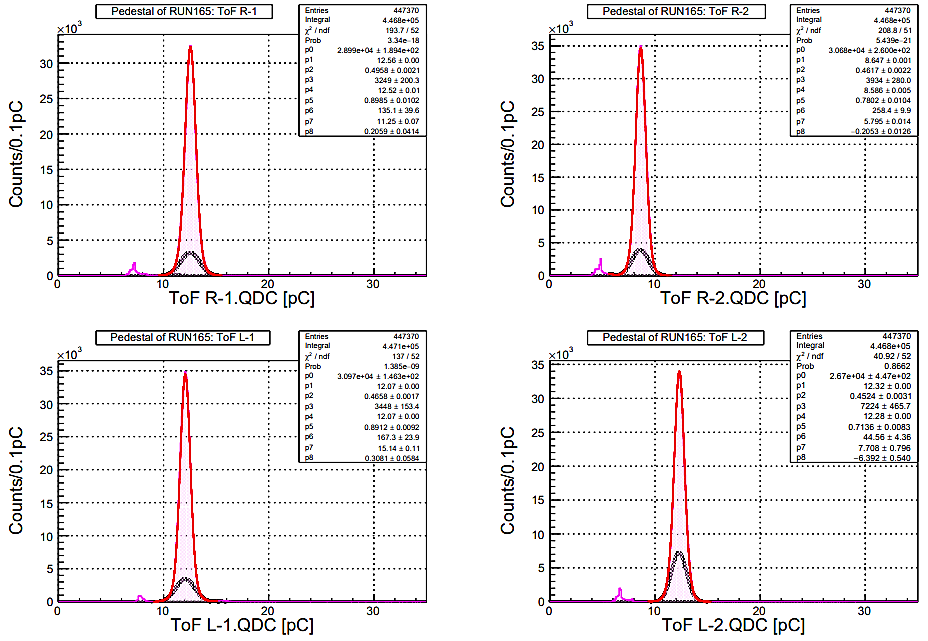 Pedestal of RUN165: ToF R-1
Entries 447370
Integral 4.468e+05
χ² / ndf 193.7 / 52
Prob 3.34e-18
p0 2.899e+04 ± 1.894e+02
p1 12.56 ± 0.00
p2 0.4958 ± 0.0021
p3 3249 ± 200.3
p4 12.52 ± 0.01
p5 0.8985 ± 0.0102
p6 135.1 ± 39.6
p7 11.25 ± 0.07
p8 0.2059 ± 0.0414
×10³
30
25
20
15
10
5
0
0 10 20 30
Counts/0.1pC
ToF R-1.QDC [pC]
Pedestal of RUN165: ToF R-2
Entries 447370
Integral 4.468e+05
χ² / ndf 208.8 / 51
Prob 5.439e-21
p0 3.068e+04 ± 2.600e+02
p1 8.647 ± 0.001
p2 0.4617 ± 0.0022
p3 3934 ± 280.0
p4 8.586 ± 0.005
p5 0.7802 ± 0.0104
p6 258.4 ± 9.9
p7 5.795 ± 0.014
p8 −0.2053 ± 0.0126
×10³
35
30
25
20
15
10
5
0
0 10 20 30
Counts/0.1pC
ToF R-2.QDC [pC]
Pedestal of RUN165: ToF L-1
Entries 447370
Integral 4.471e+05
χ² / ndf 137 / 52
Prob 1.385e-09
p0 3.097e+04 ± 1.463e+02
p1 12.07 ± 0.00
p2 0.4658 ± 0.0017
p3 3448 ± 153.4
p4 12.07 ± 0.00
p5 0.8912 ± 0.0092
p6 167.3 ± 23.9
p7 15.14 ± 0.11
p8 0.3081 ± 0.0584
×10³
35
30
25
20
15
10
5
0
0 10 20 30
Counts/0.1pC
ToF L-1.QDC [pC]
Pedestal of RUN165: ToF L-2
Entries 447370
Integral 4.468e+05
χ² / ndf 40.92 / 52
Prob 0.8662
p0 2.67e+04 ± 4.47e+02
p1 12.32 ± 0.00
p2 0.4524 ± 0.0031
p3 7224 ± 465.7
p4 12.28 ± 0.00
p5 0.7136 ± 0.0083
p6 44.56 ± 4.36
p7 7.708 ± 0.796
p8 −6.392 ± 0.540
×10³
35
30
25
20
15
10
5
0
0 10 20 30
Counts/0.1pC
ToF L-2.QDC [pC]